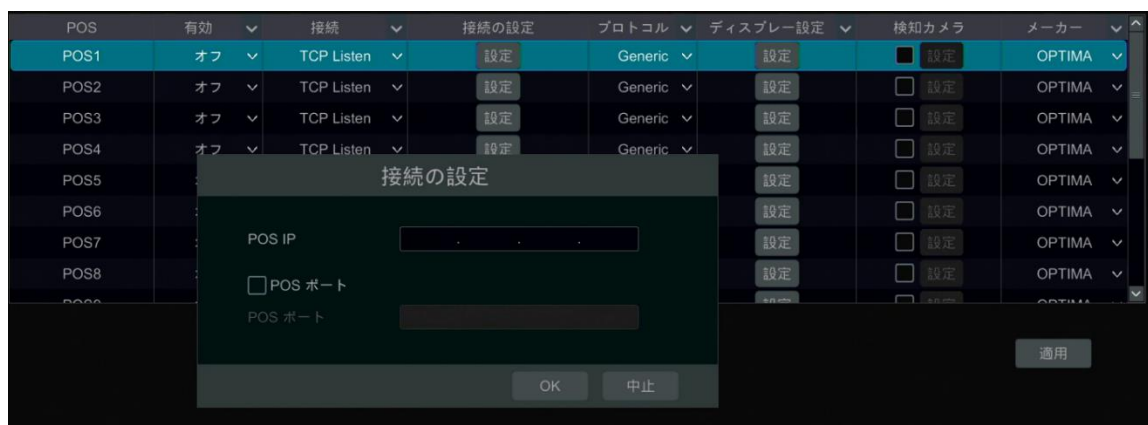 POS 有効 接続 接続の設定 プロトコル ディスプレー設定 検知カメラ メーカー
POS1 オフ TCP Listen 設定 Generic 設定 設定 OPTIMA
POS2 オフ TCP Listen 設定 Generic 設定 設定 OPTIMA
POS3 オフ TCP Listen 設定 Generic 設定 設定 OPTIMA
POS4 オフ TCP Listen 設定 Generic 設定 設定 OPTIMA
POS5 設定 設定 OPTIMA
POS6 設定 設定 OPTIMA
POS7 設定 設定 OPTIMA
POS8 設定 設定 OPTIMA
接続の設定
POS IP . . .
POS ポート
POS ポート
OK 中止
適用